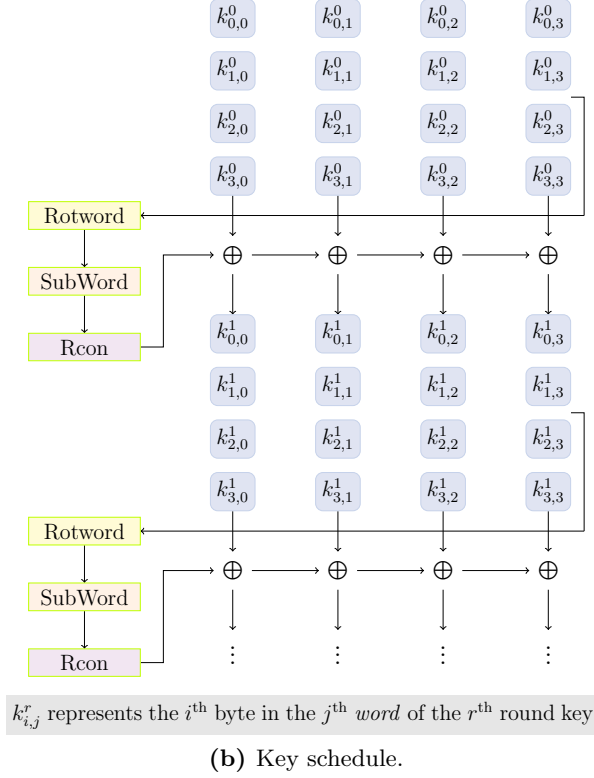 k^0_{0,0} k^0_{0,1} k^0_{0,2} k^0_{0,3}
k^0_{1,0} k^0_{1,1} k^0_{1,2} k^0_{1,3}
k^0_{2,0} k^0_{2,1} k^0_{2,2} k^0_{2,3}
k^0_{3,0} k^0_{3,1} k^0_{3,2} k^0_{3,3}
Rotword
⊕ ⊕ ⊕ ⊕
SubWord
Rcon
k^1_{0,0} k^1_{0,1} k^1_{0,2} k^1_{0,3}
k^1_{1,0} k^1_{1,1} k^1_{1,2} k^1_{1,3}
k^1_{2,0} k^1_{2,1} k^1_{2,2} k^1_{2,3}
k^1_{3,0} k^1_{3,1} k^1_{3,2} k^1_{3,3}
Rotword
⊕ ⊕ ⊕ ⊕
SubWord
Rcon
⋮ ⋮ ⋮ ⋮
k^r_{i,j} represents the i^th byte in the j^th word of the r^th round key
(b) Key schedule.